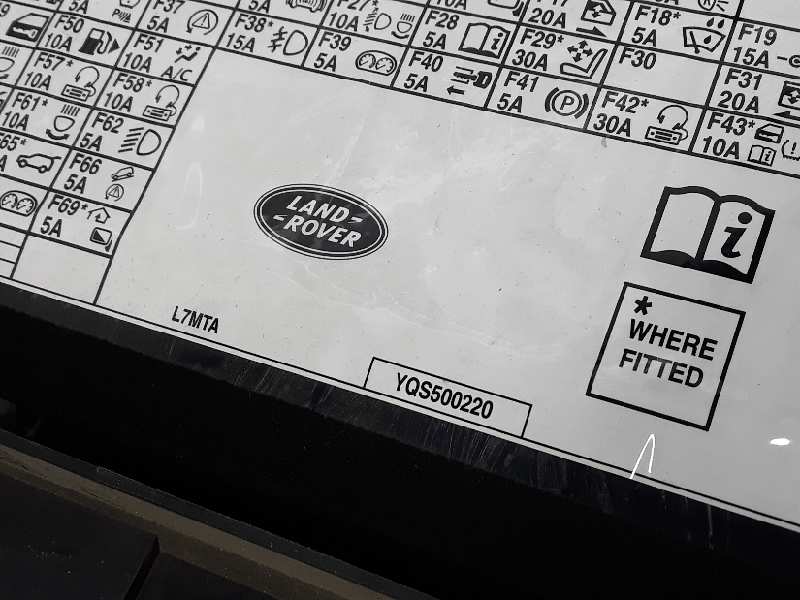 F37
5A
F38*
15A
F39
5A
F27*
10A
F28
5A
20A
F29*
30A
F18*
5A
F19
15A
F30
F31
20A
F50
10A
F51
10A
A/C
F40
5A
F41
5A
P
F42*
30A
F43*
10A
F57*
10A
F58*
10A
F61*
10A
F62
5A
F66
5A
F69*
5A
LAND-
-ROVER
i
*
WHERE
FITTED
L7MTA
YQS500220